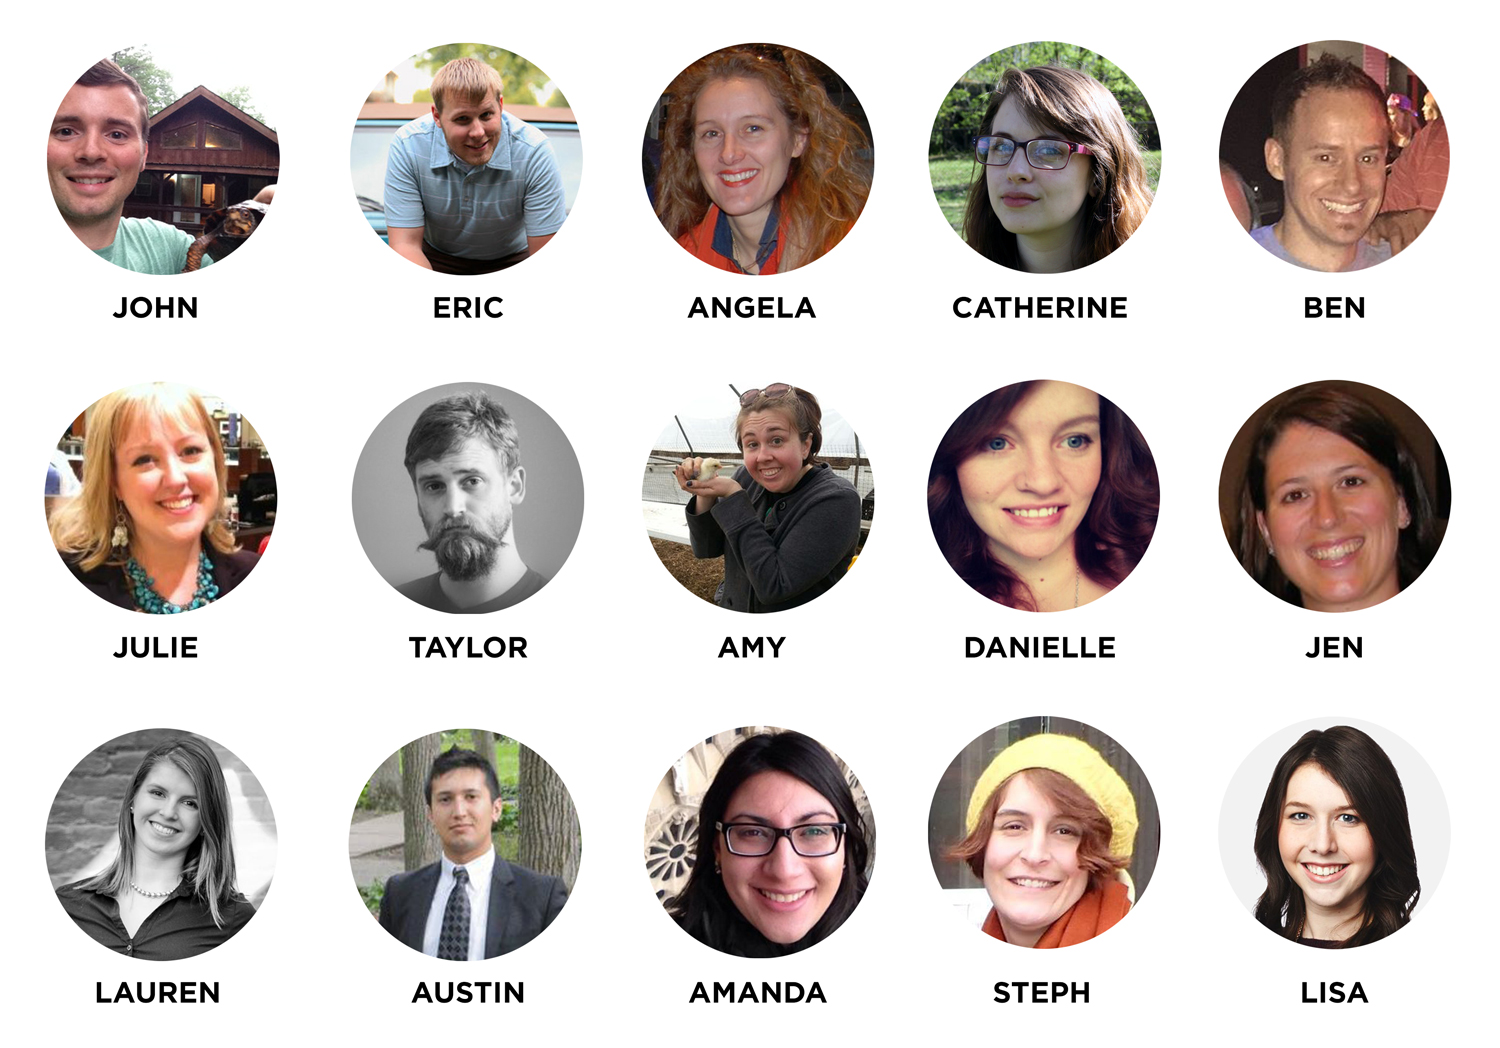 JOHN ERIC ANGELA CATHERINE BEN
JULIE TAYLOR AMY DANIELLE JEN
LAUREN AUSTIN AMANDA STEPH LISA